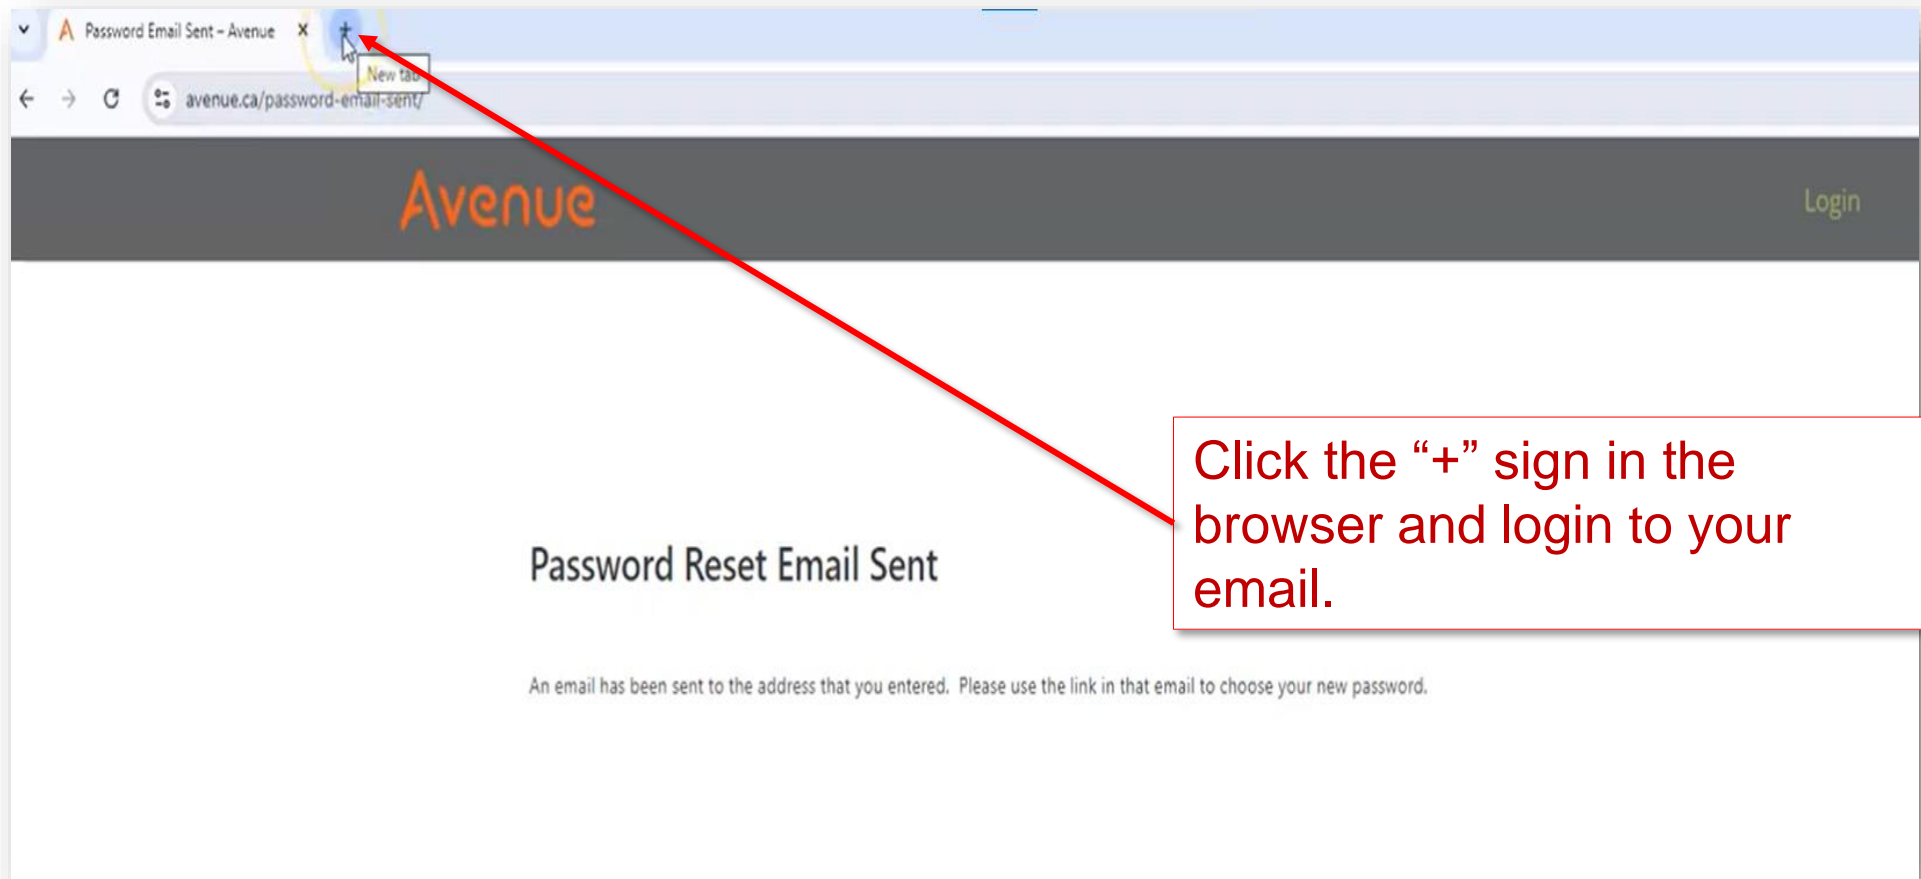 Password Email Sent – Avenue
New tab
avenue.ca/password-email-sent/
Avenue
Login
Click the “+” sign in the
browser and login to your
email.
Password Reset Email Sent
An email has been sent to the address that you entered. Please use the link in that email to choose your new password.